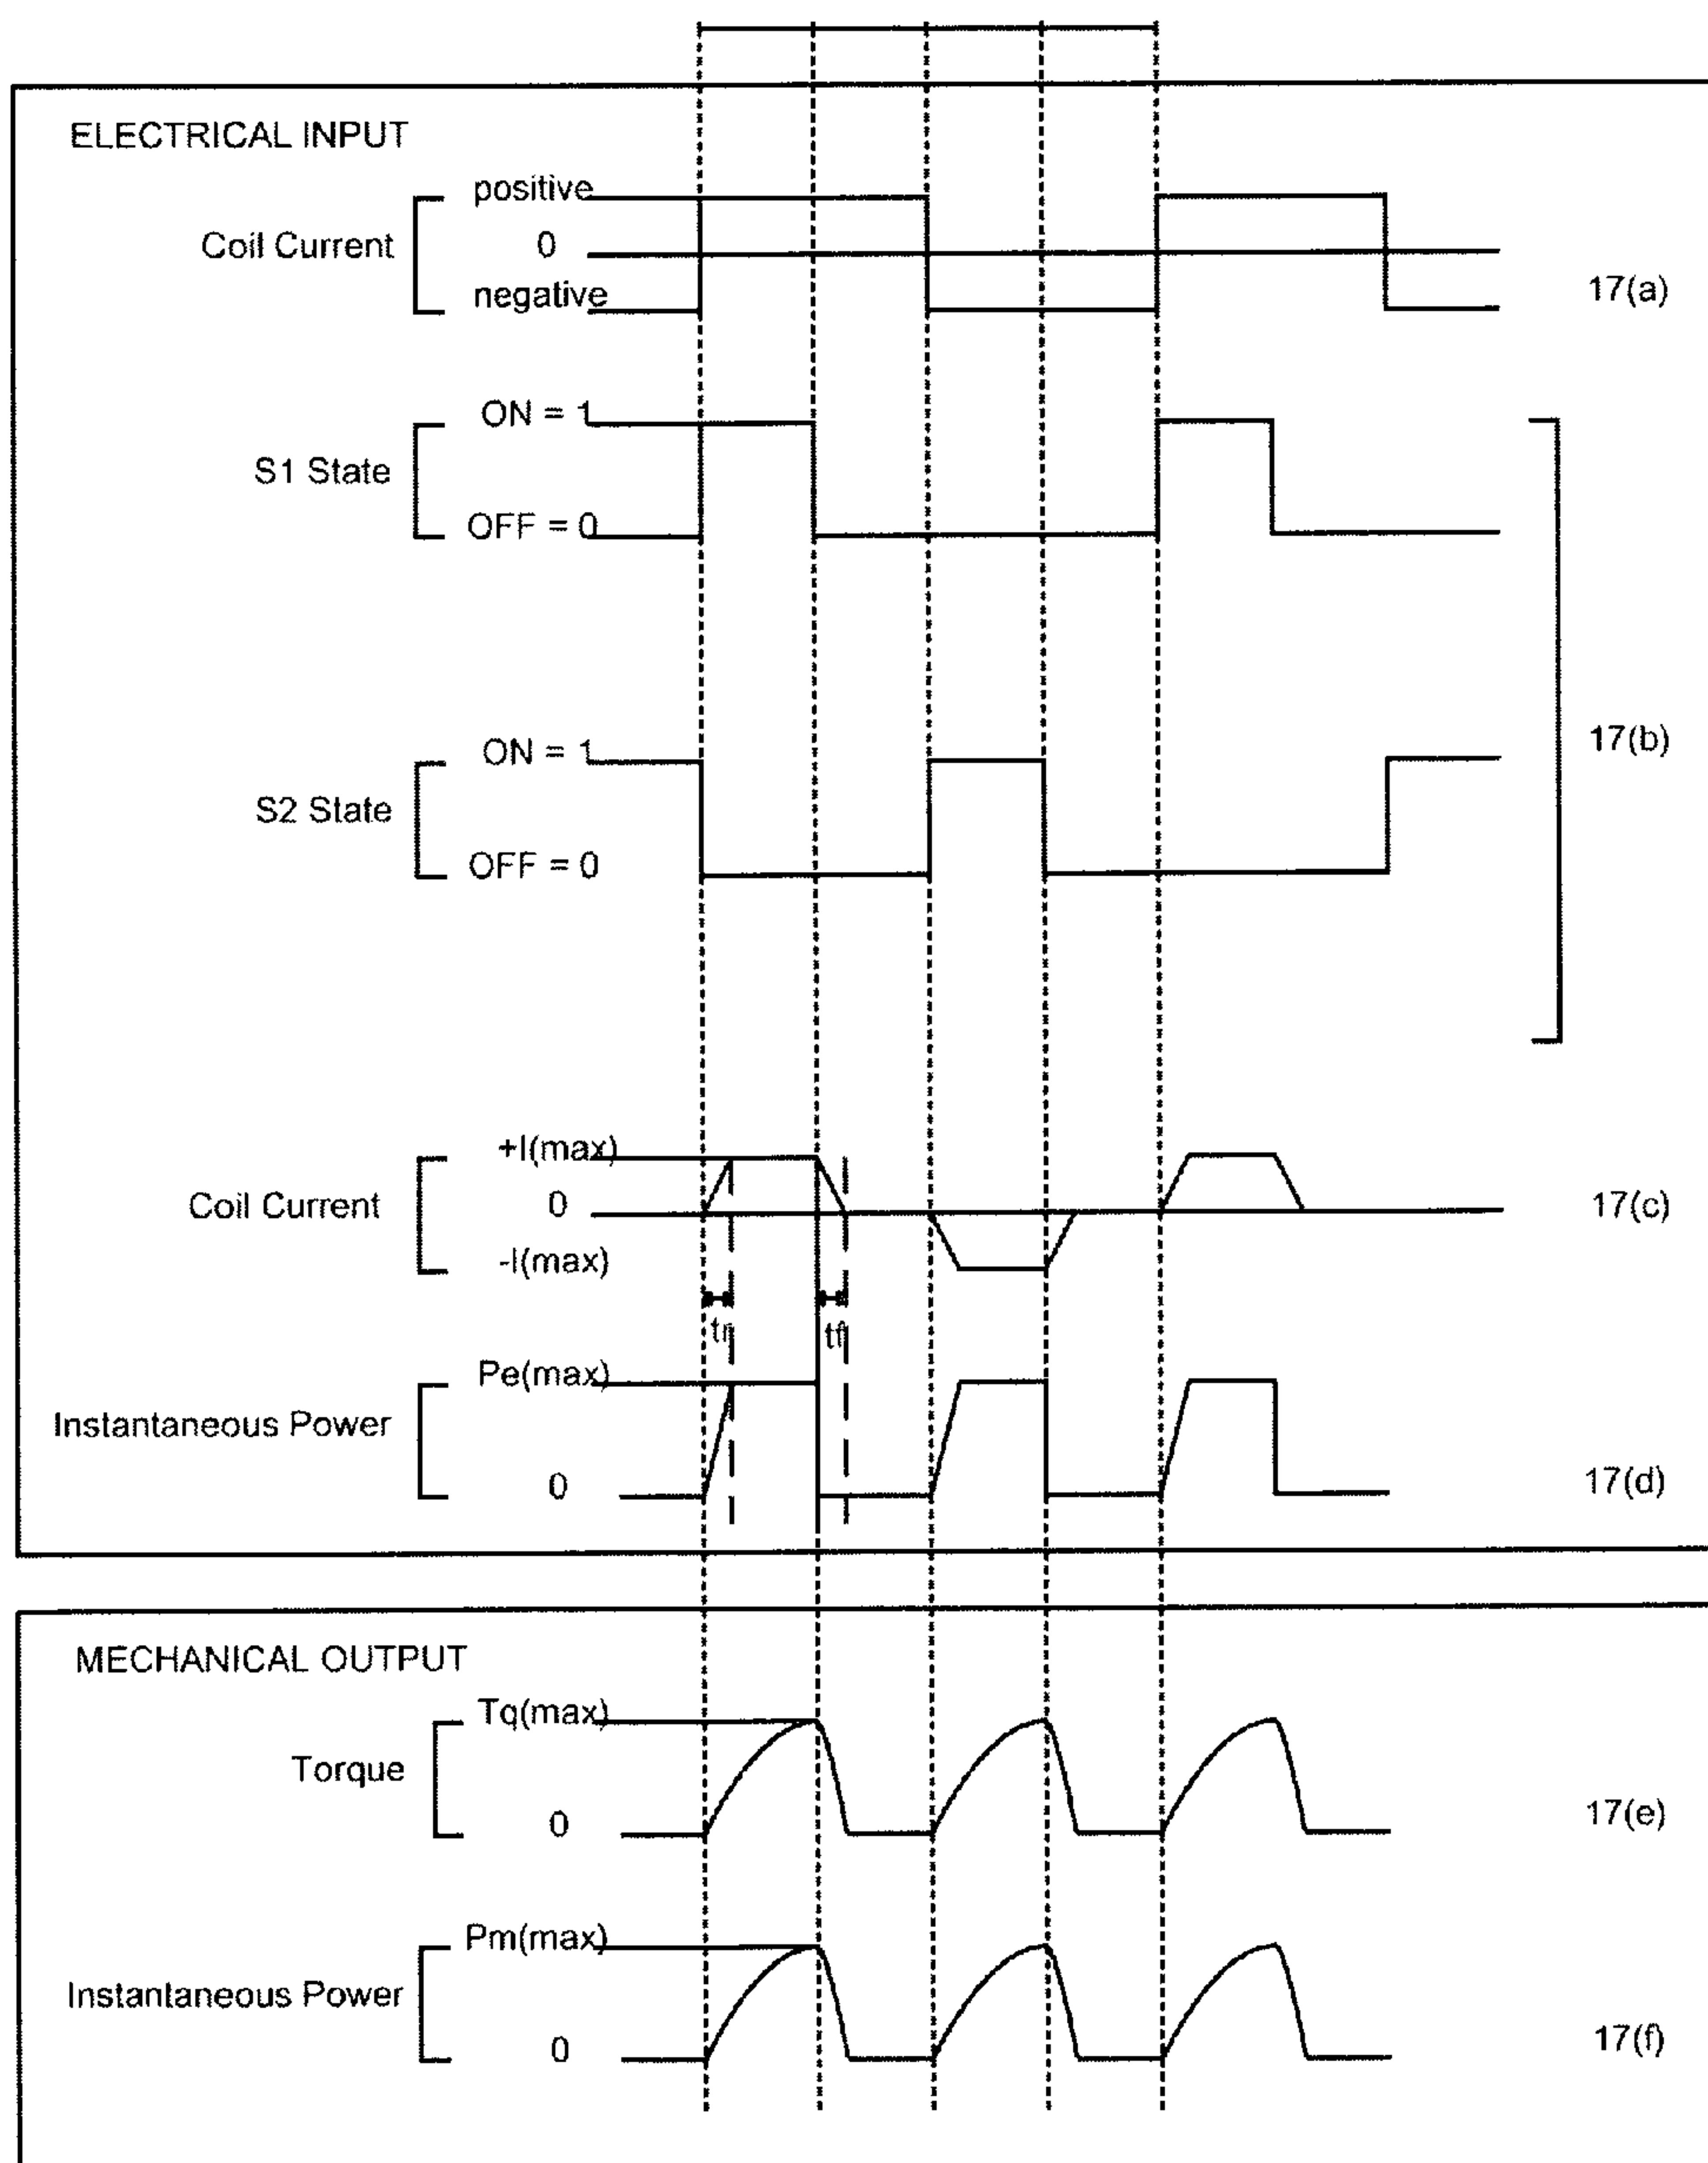 ELECTRICAL INPUT
positive
Coil Current
0
negative
17(a)
ON = 1
S1 State
OFF = 0
ON = 1
17(b)
S2 State
OFF = 0
+I(max)
Coil Current
0
17(c)
-I(max)
tr
tf
Pe(max)
Instantaneous Power
0
17(d)
MECHANICAL OUTPUT
Tq(max)
Torque
0
17(e)
Pm(max)
Instantaneous Power
0
17(f)